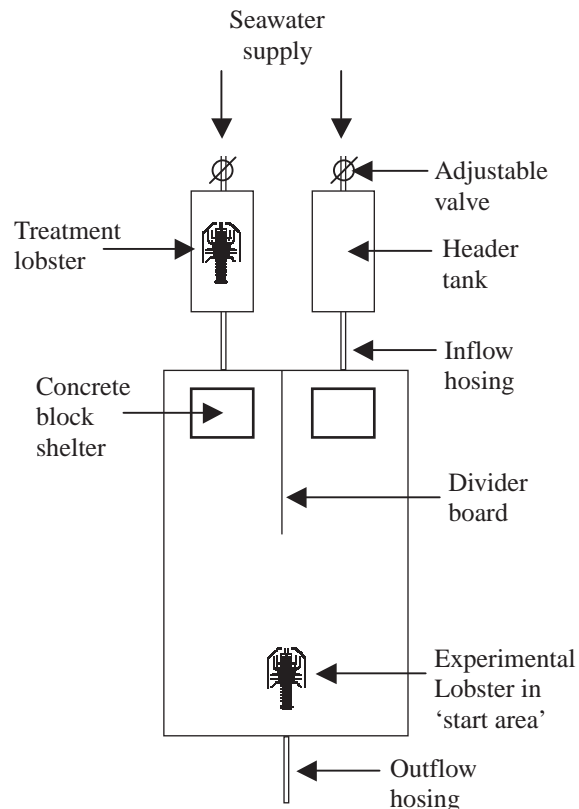 Seawater
supply
Adjustable
valve
Treatment
lobster
Header
tank
Inflow
hosing
Concrete
block
shelter
Divider
board
Experimental
Lobster in
‘start area’
Outflow
hosing